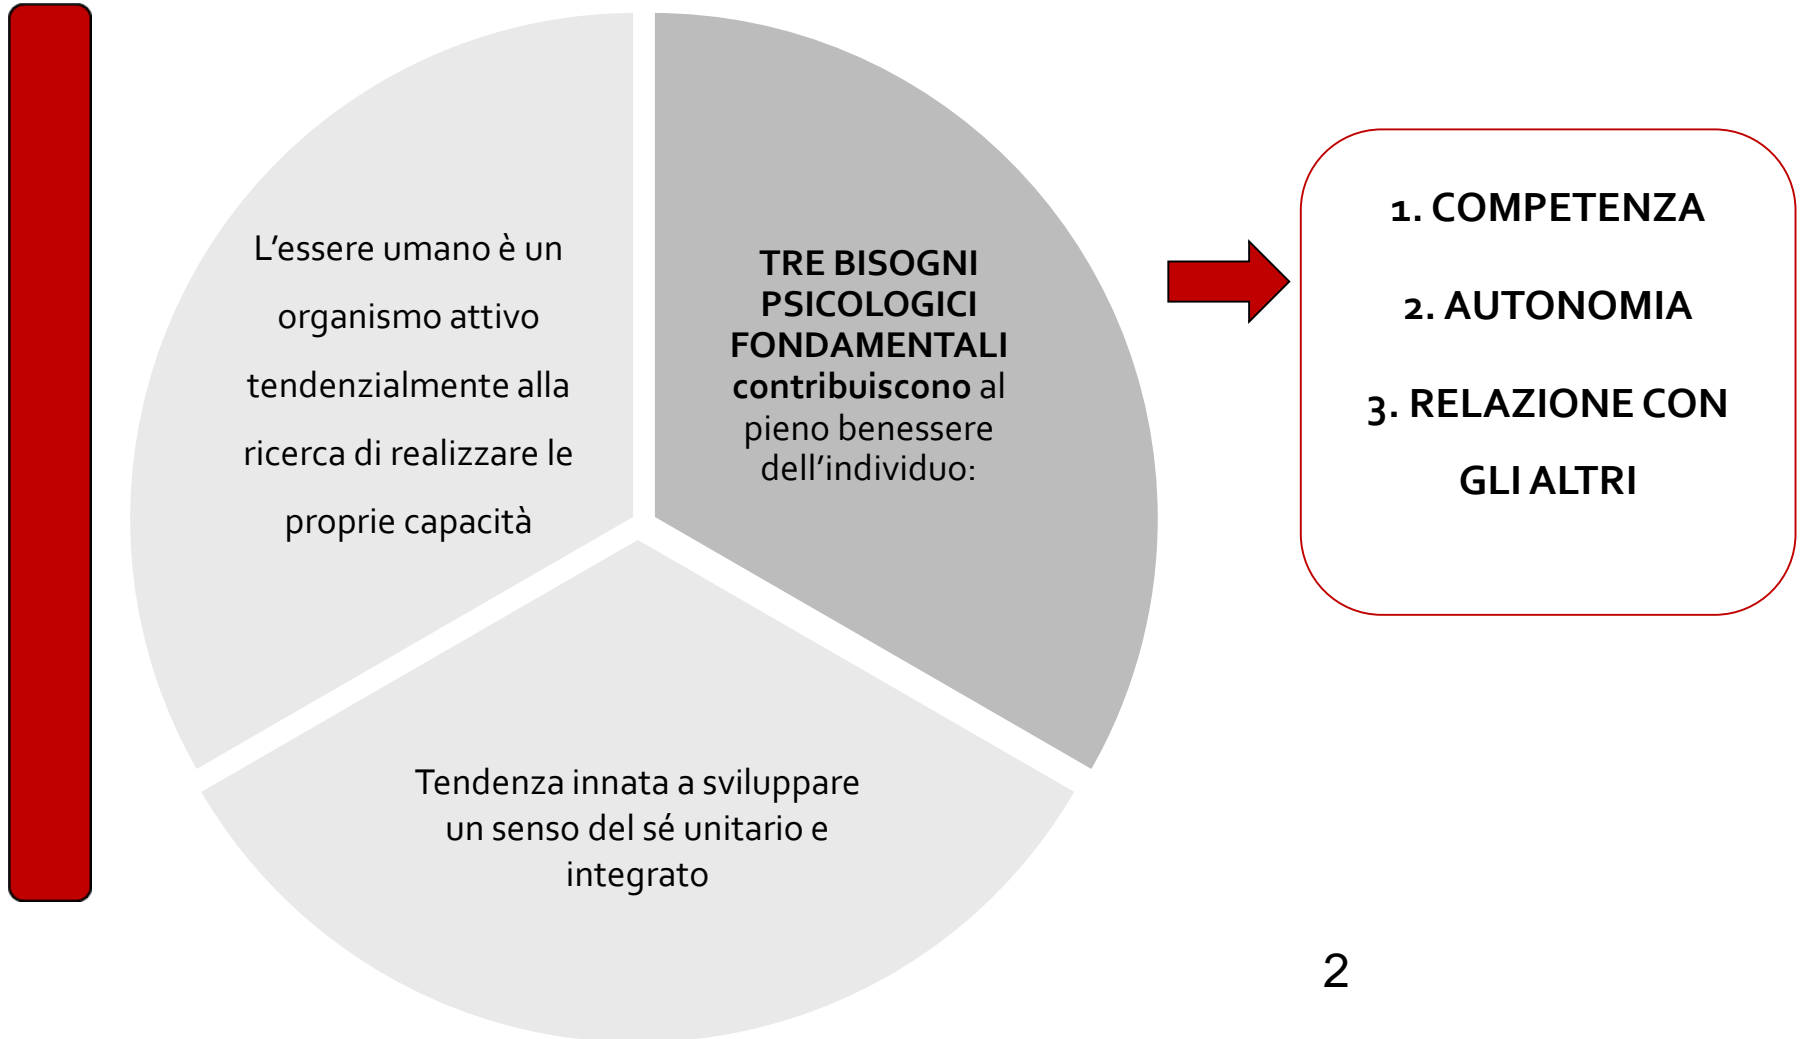 L'essere umano è un
organismo attivo
tendenzialmente alla
ricerca di realizzare le
proprie capacità
TRE BISOGNI
PSICOLOGICI
FONDAMENTALI
contribuiscono al
pieno benessere
dell'individuo:
1. COMPETENZA
2. AUTONOMIA
3. RELAZIONE CON
GLI ALTRI
Tendenza innata a sviluppare
un senso del sé unitario e
integrato
2